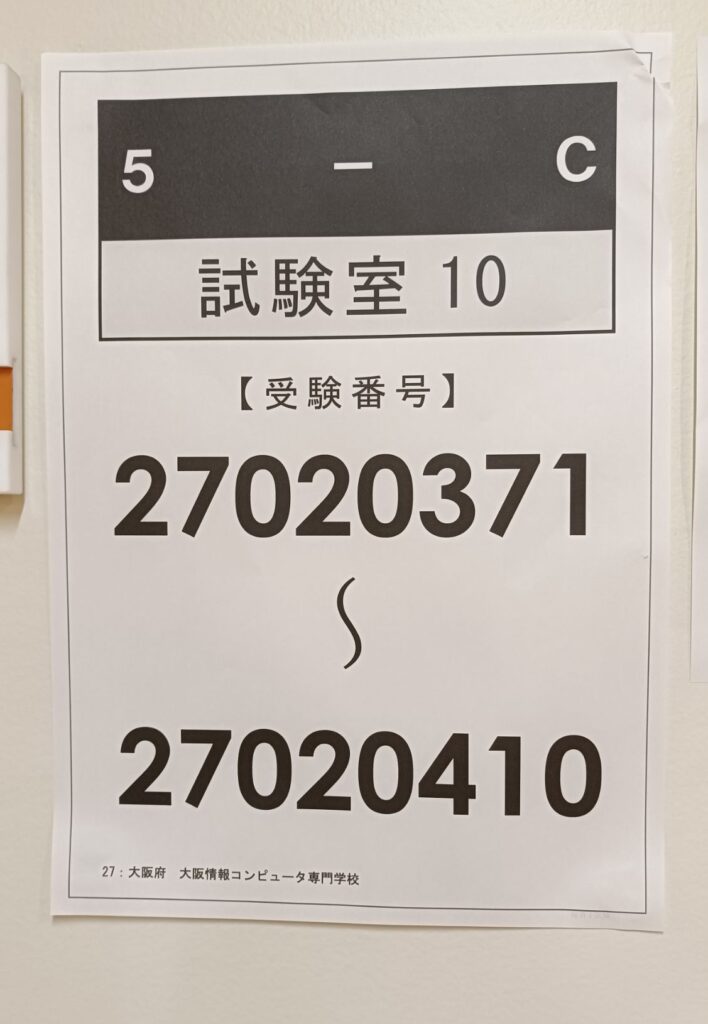 5 － C
試験室 10
【受験番号】
27020371
〜
27020410
27：大阪府　大阪情報コンピュータ専門学校